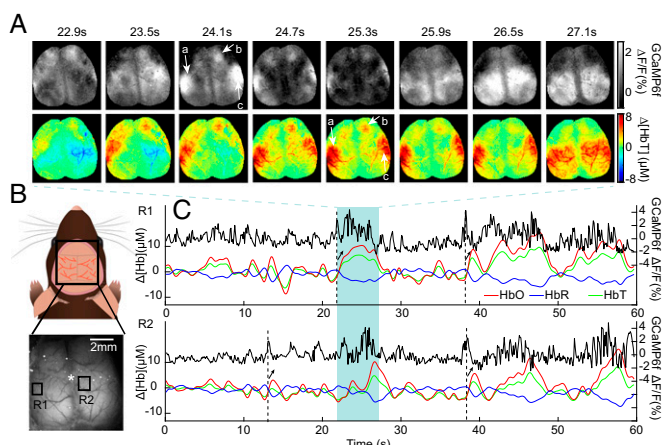 A
22.9s 23.5s 24.1s 24.7s 25.3s 25.9s 26.5s 27.1s
a b c
2
0
GCaMP6f
ΔF/F(%)
a b c
8
-8
Δ[HbT] (μM)
B
2mm
R1 R2
*
C
R1
Δ[Hb](μM)
10
0
-10
4
2
0
-2
-4
GCaMP6f ΔF/F(%)
HbO HbR HbT
0 10 20 30 40 50 60
R2
Δ[Hb](μM)
10
0
-10
4
2
0
-2
-4
GCaMP6f ΔF/F(%)
0 10 20 30 40 50 60
Time (s)